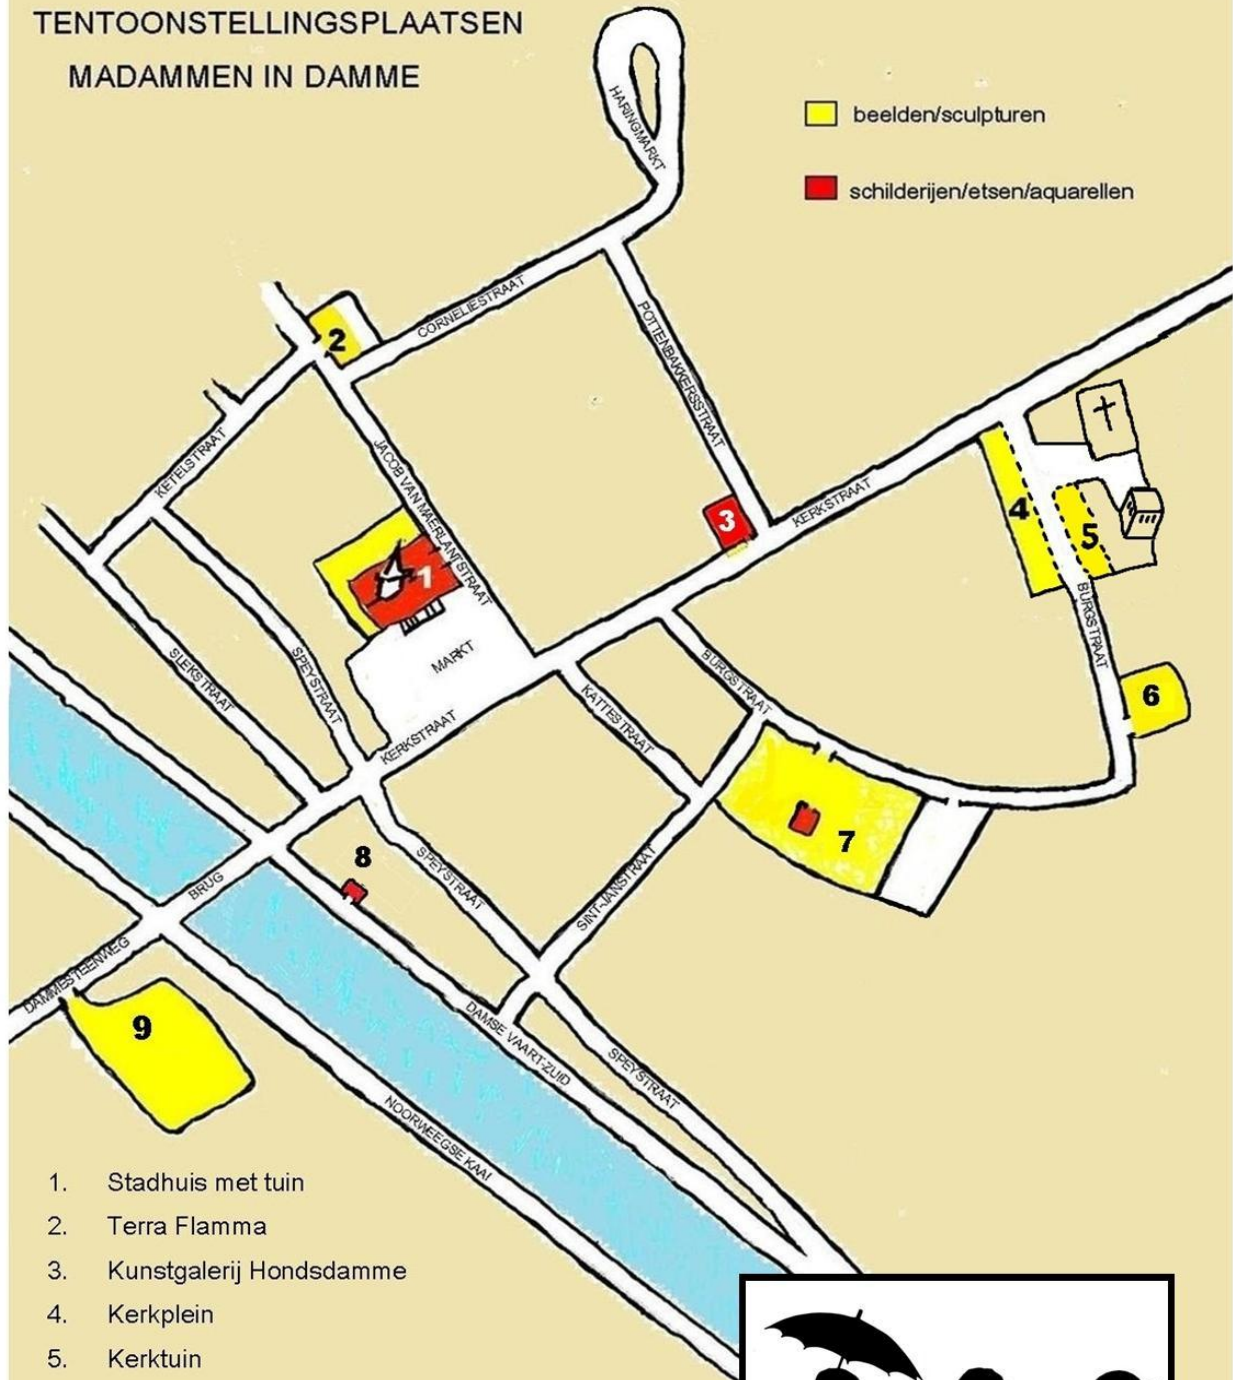 TENTOONSTELLINGSPLAATSEN
MADAMMEN IN DAMME
beelden/sculpturen
schilderijen/etsen/aquarellen
HARINGMARKT
CORNELIESTRAAT
POTTENBAKKERSSTRAAT
2
KETELSTRAAT
JACOB VAN MAERLANTSTRAAT
3
KERKSTRAAT
4
5
1
BURGSTRAAT
MARKT
SLEKSTRAAT
SPEYSTRAAT
KERKSTRAAT
KATTESTRAAT
BURGSTRAAT
6
7
8
BRUG
SPEYSTRAAT
SINT-JANSTRAAT
DAMMESTEENWEG
9
DAMSE VAART-ZUID
SPEYSTRAAT
NOORWEEGSE KAAI
1. Stadhuis met tuin
2. Terra Flamma
3. Kunstgalerij Hondsdamme
4. Kerkplein
5. Kerktuin